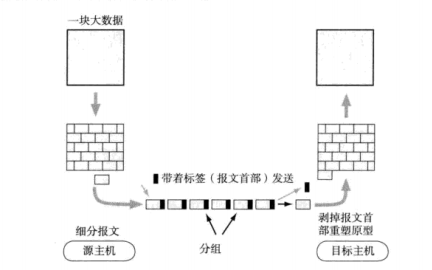 一块大数据
带着标签（报文首部）发送
细分报文
源主机
分组
剥掉报文首
部重塑原型
目标主机